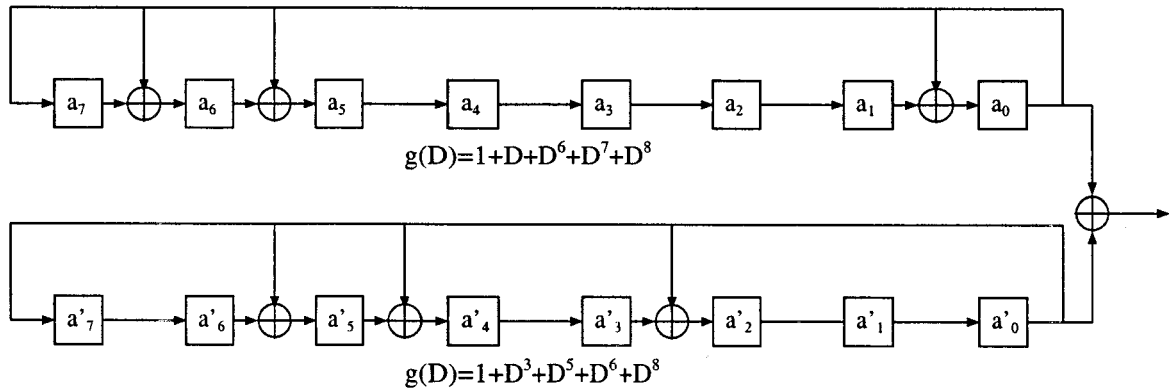 a₇ a₆ a₅ a₄ a₃ a₂ a₁ a₀
g(D)=1+D+D⁶+D⁷+D⁸
a'₇ a'₆ a'₅ a'₄ a'₃ a'₂ a'₁ a'₀
g(D)=1+D³+D⁵+D⁶+D⁸